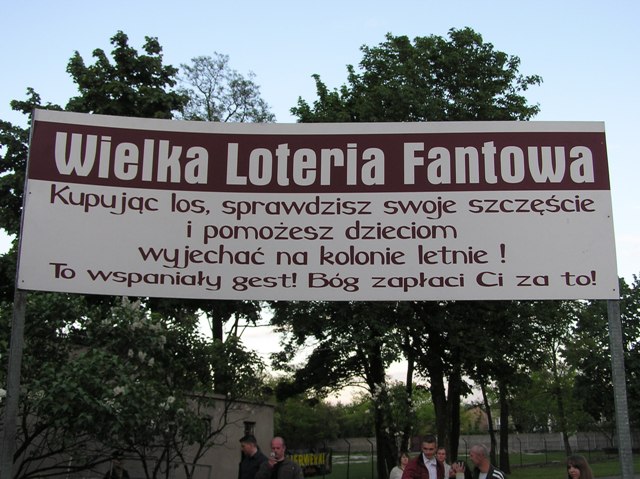 Wielka Loteria Fantowa
Kupując los, sprawdzisz swoje szczęście
i pomożesz dzieciom
wyjechać na kolonie letnie !
To wspaniały gest! Bóg zapłaci Ci za to!